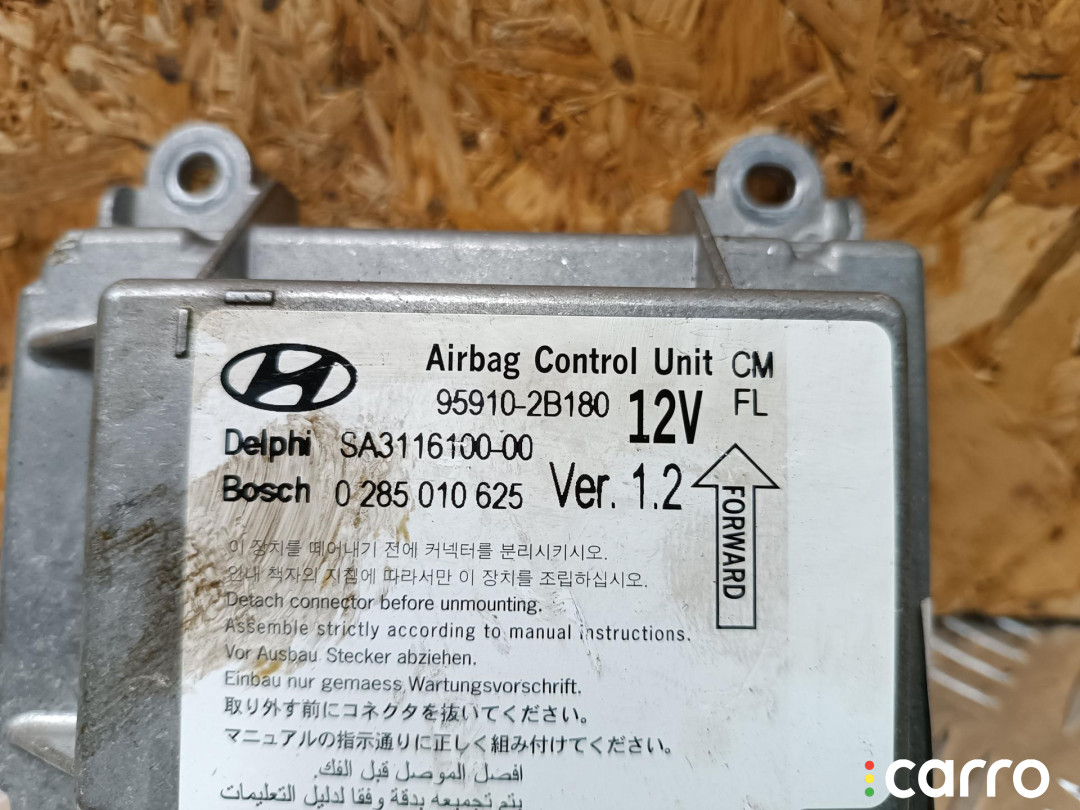 Airbag Control Unit CM
95910-2B180 12V FL
Delphi SA3116100-00
Bosch 0 285 010 625 Ver. 1.2
FORWARD
이 장치를 떼어내기 전에 커넥터를 분리시키시오.
안내 책자의 지침에 따라서만 이 장치를 조립하십시오.
Detach connector before unmounting.
Assemble strictly according to manual instructions.
Vor Ausbau Stecker abziehen.
Einbau nur gemaess Wartungsvorschrift.
取り外す前にコネクタを抜いてください。
マニュアルの指示通りに正しく組み付けてください。
افصل الموصل قبل الفك.
يتم تجميعه بدقة وفقا لدليل التعليمات
carro